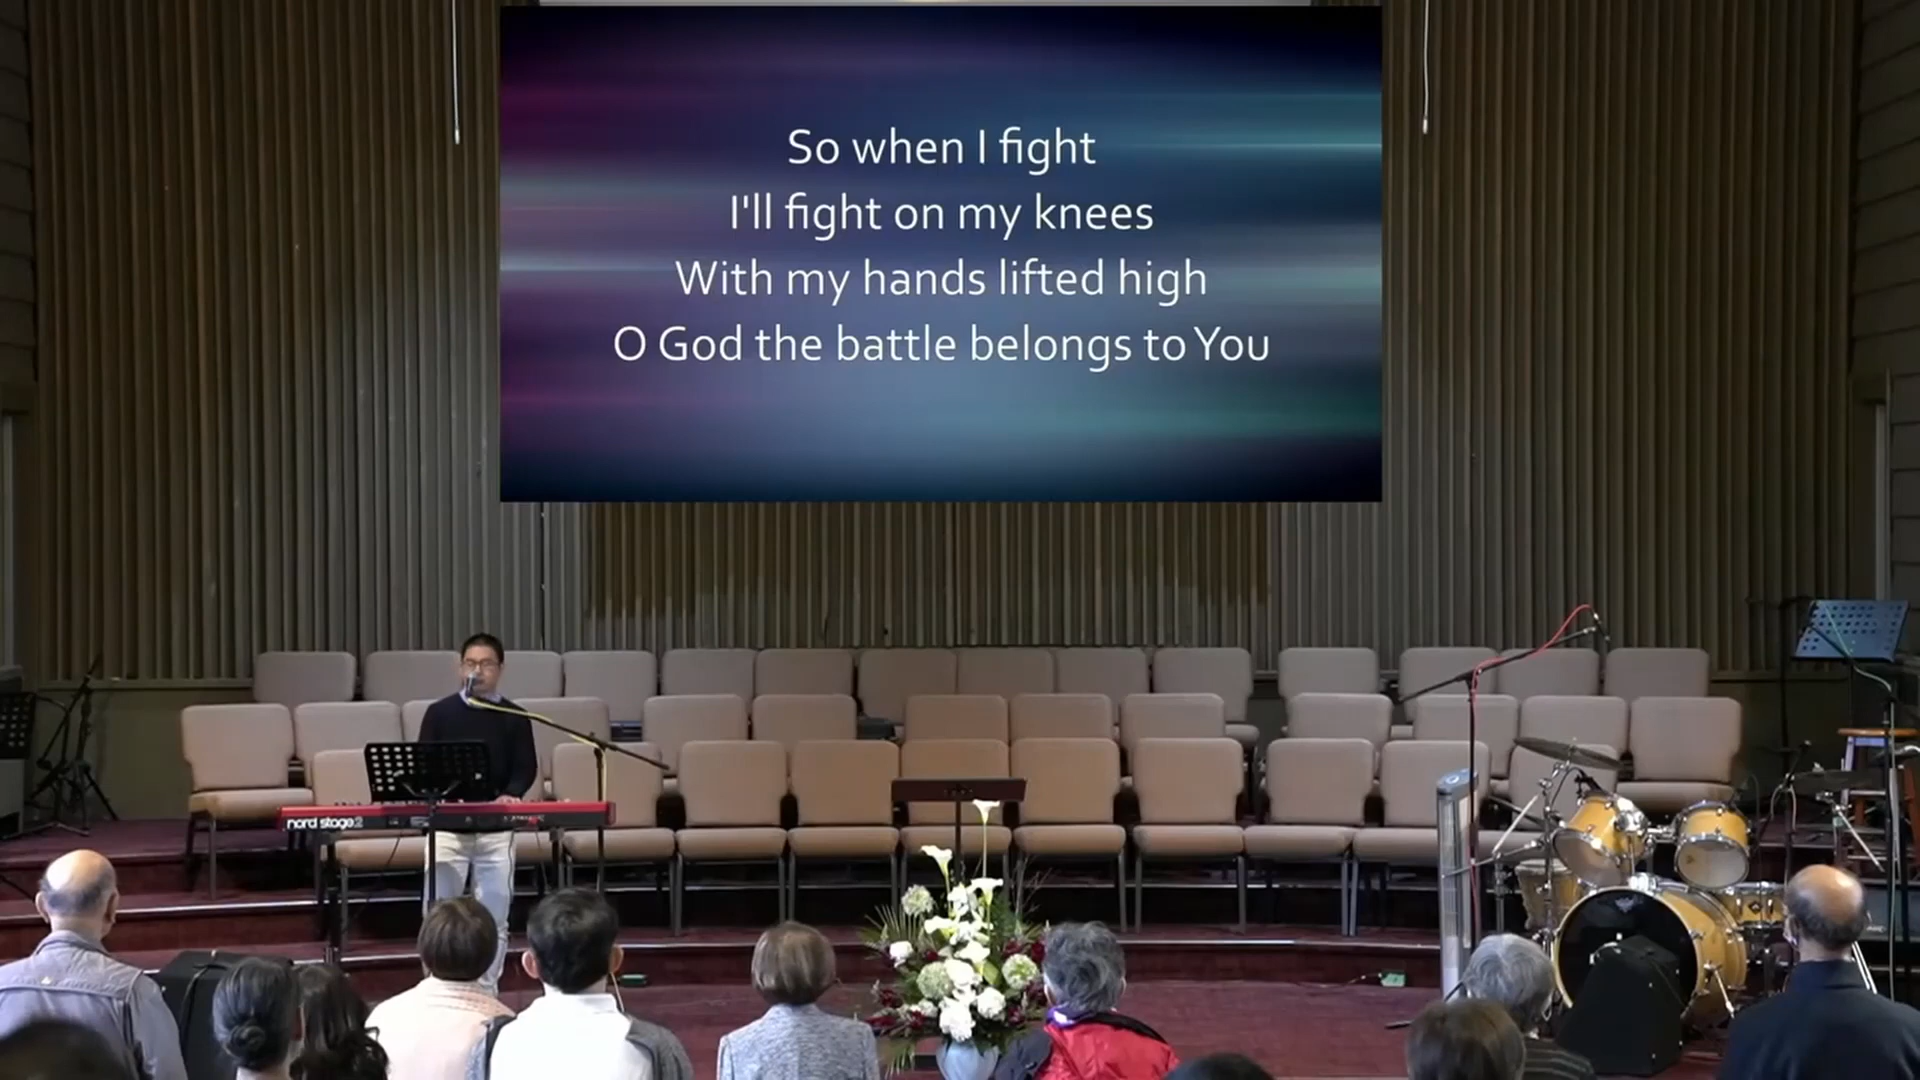 So when I fight
I'll fight on my knees
With my hands lifted high
O God the battle belongs to You
nord stage 2